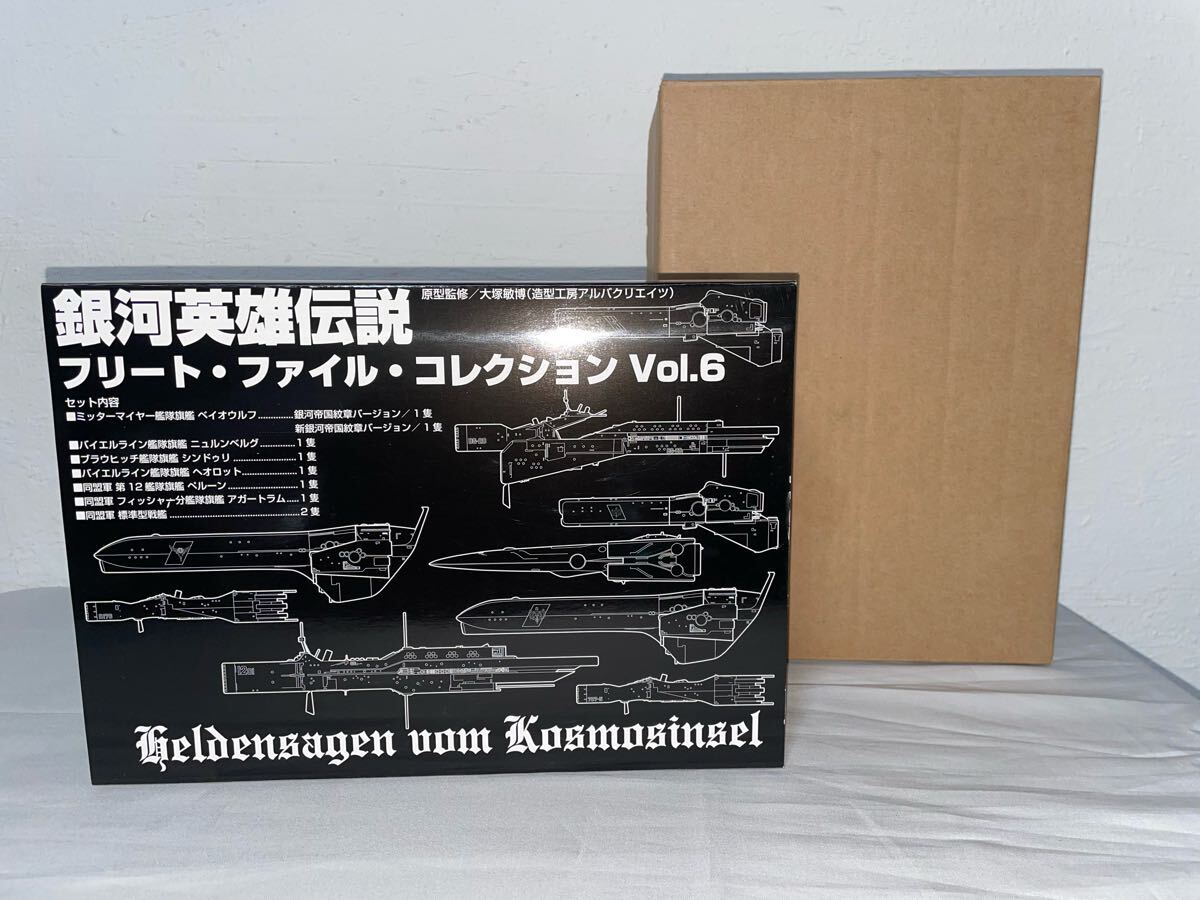 銀河英雄伝説
原型監修／大塚敏博(造型工房アルバクリエイツ)
フリート・ファイル・コレクション Vol.6
セット内容
■ミッターマイヤー艦隊旗艦 ベイオウルフ…………銀河帝国紋章バージョン／１隻
新銀河帝国紋章バージョン／１隻
■バイエルライン艦隊旗艦 ニュルンベルグ…………１隻
■ブラウヒッチ艦隊旗艦 シンドゥリ…………１隻
■バイエルライン艦隊旗艦 ヘオロット…………１隻
■同盟軍 第12艦隊旗艦 ペルーン…………１隻
■同盟軍 フィッシャー分艦隊旗艦 アガートラム……１隻
■同盟軍 標準型戦艦…………２隻
Heldensagen vom Kosmosinsel